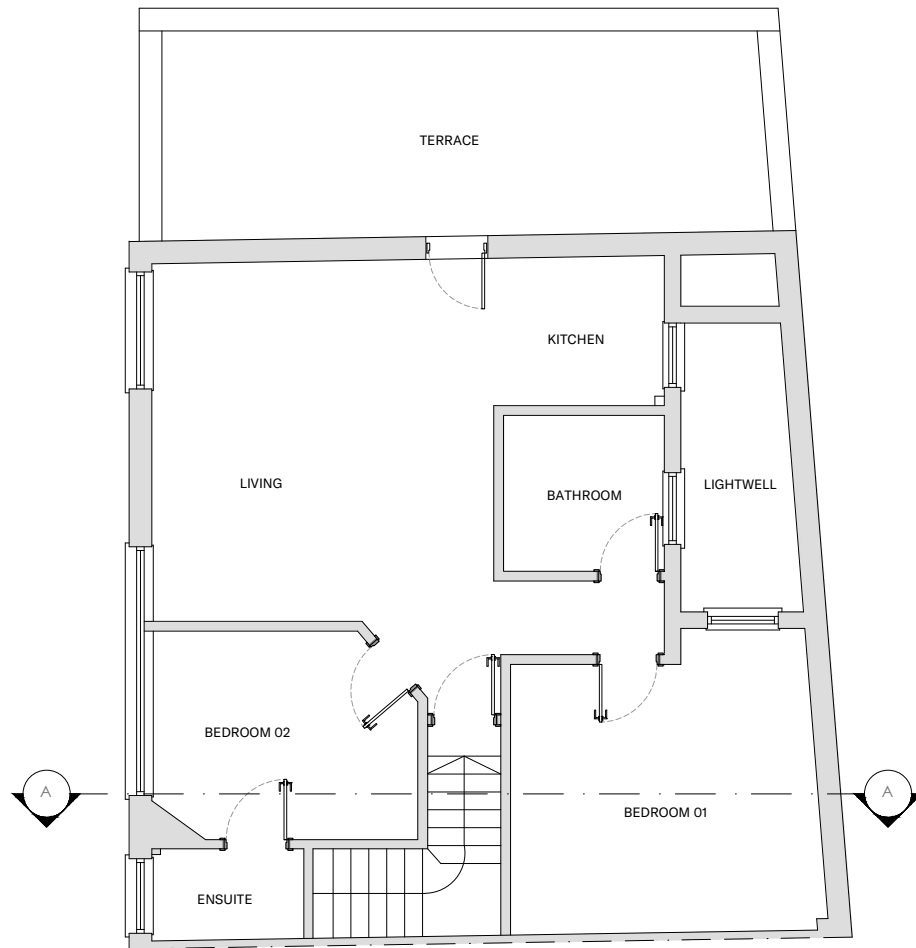 TERRACE
KITCHEN
LIVING
LIGHTWELL
BATHROOM
BEDROOM 02
A
A
BEDROOM 01
ENSUITE